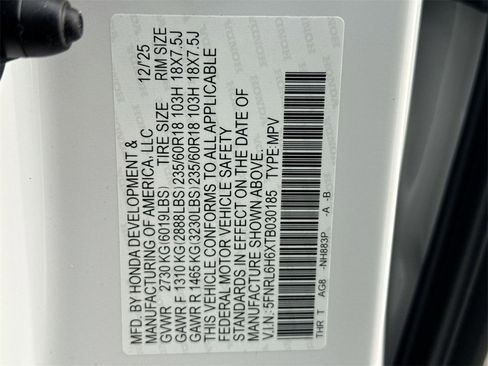 MFD. BY HONDA DEVELOPMENT &
MANUFACTURING OF AMERICA, LLC 12/25
GVWR 2730 KG(6019LBS) TIRE SIZE RIM SIZE
GAWR F 1310 KG(2888LBS)235/60R18 103H 18X7.5J
GAWR R 1465 KG(3230LBS)235/60R18 103H 18X7.5J
THIS VEHICLE CONFORMS TO ALL APPLICABLE
FEDERAL MOTOR VEHICLE SAFETY
STANDARDS IN EFFECT ON THE DATE OF
MANUFACTURE SHOWN ABOVE.
V.I.N: 5FNRL6H6XTB030185 TYPE:MPV
THR T AG8 -NH883P -A -B